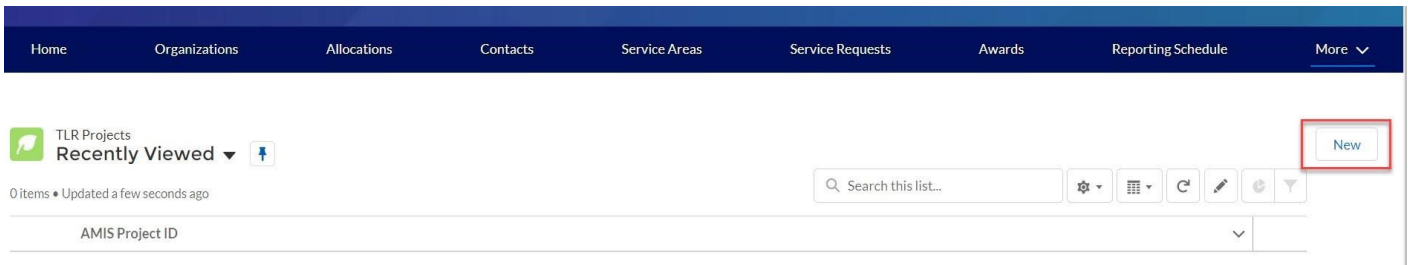 Home Organizations Allocations Contacts Service Areas Service Requests Awards Reporting Schedule More
TLR Projects
Recently Viewed
New
0 items • Updated a few seconds ago
Search this list...
AMIS Project ID